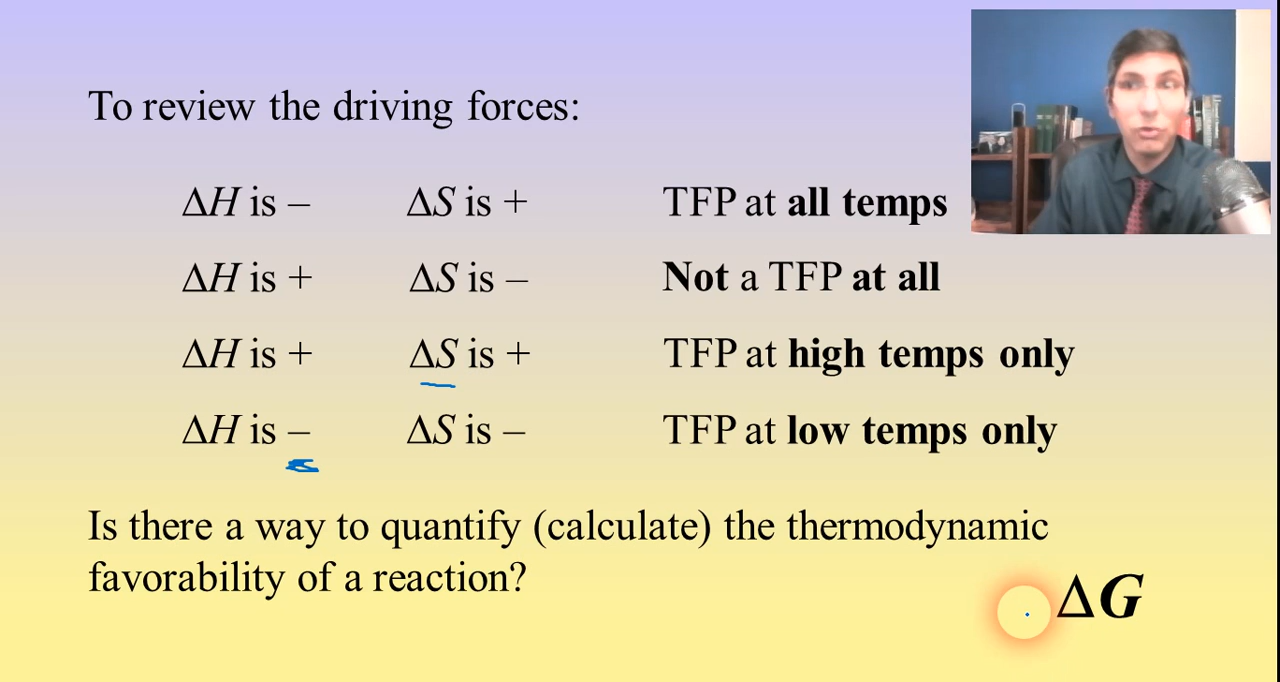 To review the driving forces:
ΔH is – ΔS is + TFP at all temps
ΔH is + ΔS is – Not a TFP at all
ΔH is + ΔS is + TFP at high temps only
ΔH is – ΔS is – TFP at low temps only
Is there a way to quantify (calculate) the thermodynamic
favorability of a reaction?
ΔG